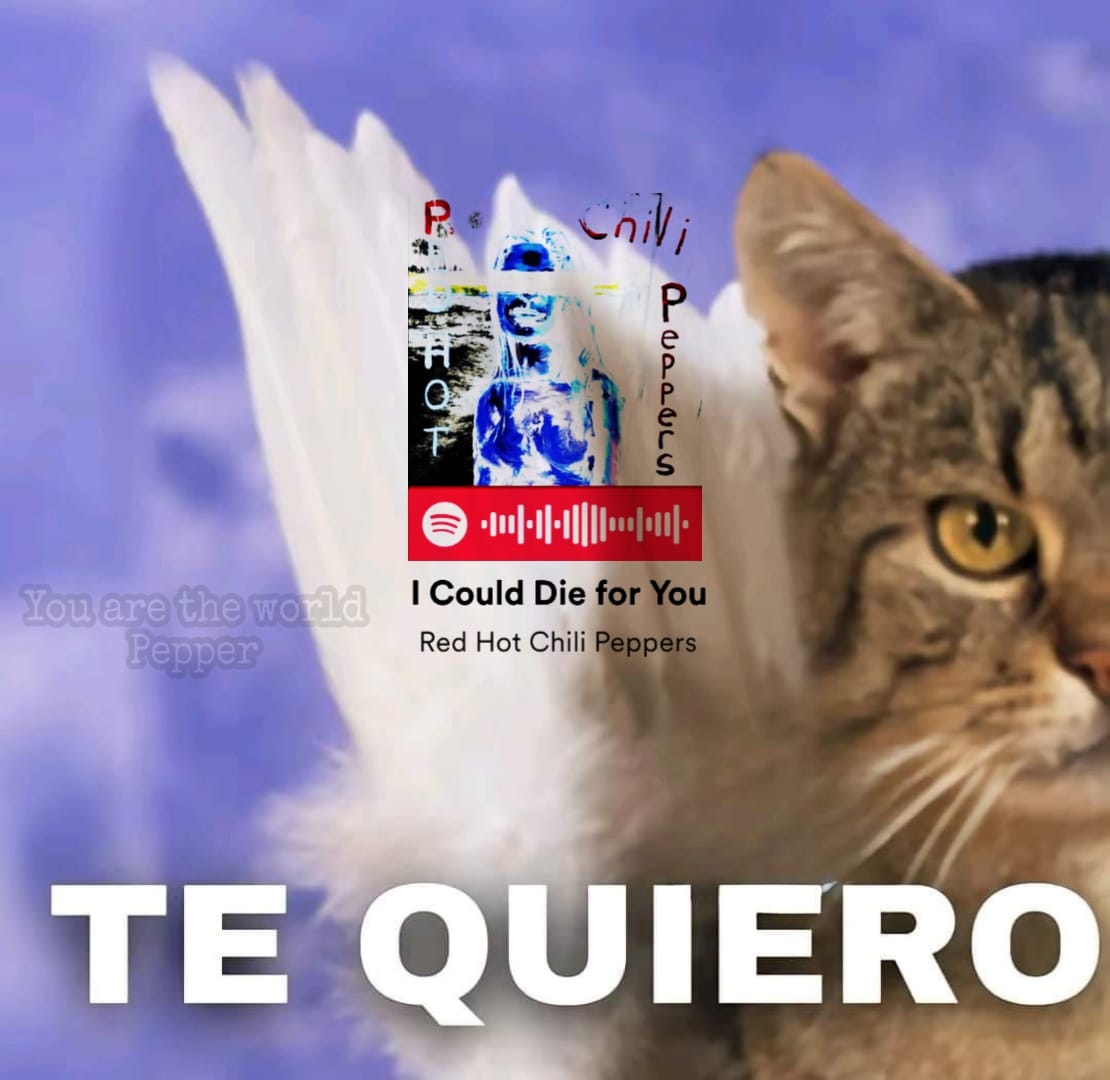 P
Chili
HOT
Peppers
I Could Die for You
Red Hot Chili Peppers
You are the world
Pepper
TE QUIERO